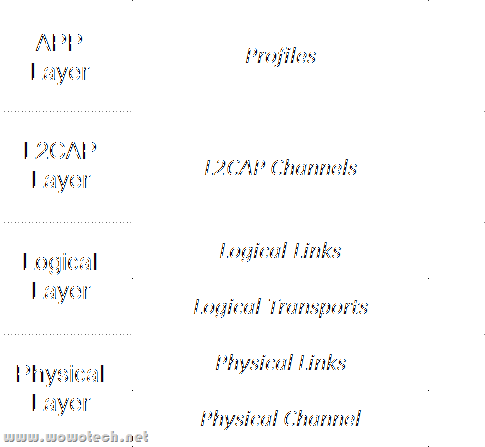 APP
Layer
Profiles
L2CAP
Layer
L2CAP Channels
Logical
Layer
Logical Links
Logical Transports
Physical
Layer
Physical Links
Physical Channel
www.wowotech.net